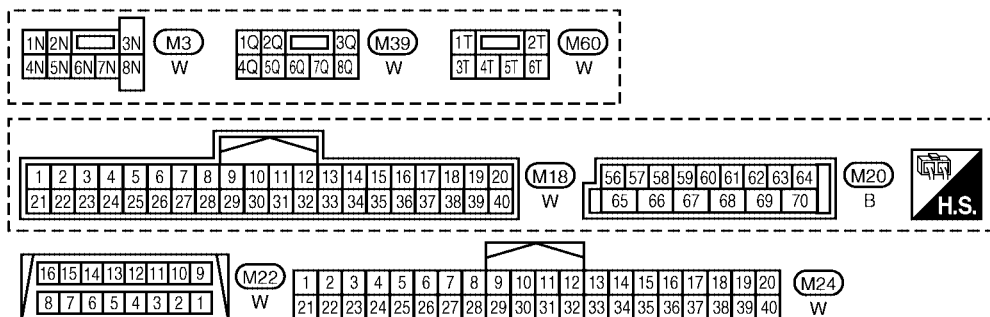 1N 2N 3N M3 1Q 2Q 3Q M39 1T 2T M60
4N 5N 6N 7N 8N W 4Q 5Q 6Q 7Q 8Q W 3T 4T 5T 6T W
1 2 3 4 5 6 7 8 9 10 11 12 13 14 15 16 17 18 19 20 M18 56 57 58 59 60 61 62 63 64 M20
21 22 23 24 25 26 27 28 29 30 31 32 33 34 35 36 37 38 39 40 W 65 66 67 68 69 70 B H.S.
16 15 14 13 12 11 10 9 M22 1 2 3 4 5 6 7 8 9 10 11 12 13 14 15 16 17 18 19 20 M24
8 7 6 5 4 3 2 1 W 21 22 23 24 25 26 27 28 29 30 31 32 33 34 35 36 37 38 39 40 W